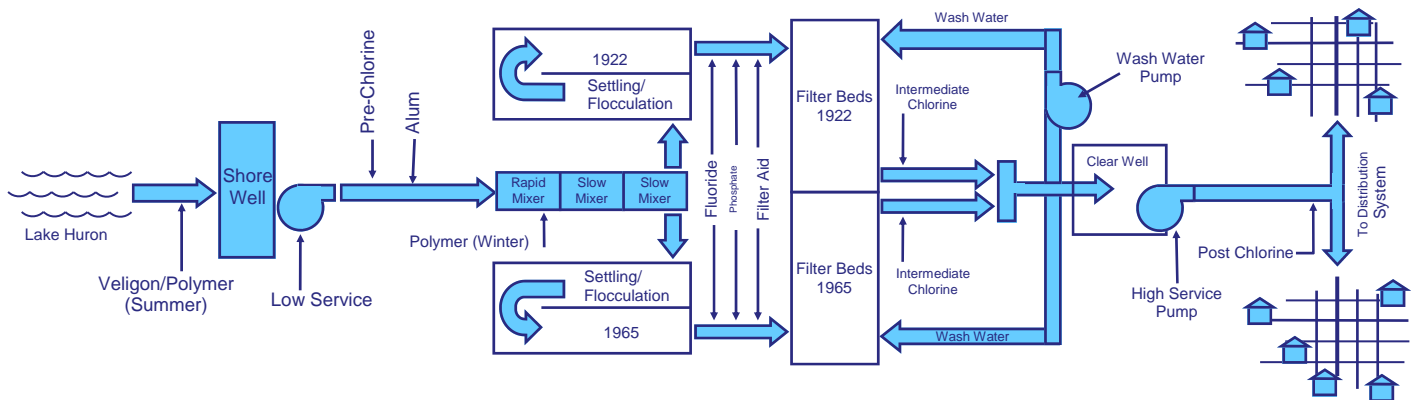 Lake Huron
Veligon/Polymer
(Summer)
Shore
Well
Low Service
Pre-Chlorine
Alum
Rapid
Mixer
Slow
Mixer
Slow
Mixer
Polymer (Winter)
1922
Settling/
Flocculation
Settling/
Flocculation
1965
Fluoride
Phosphate
Filter Aid
Filter Beds
1922
Filter Beds
1965
Wash Water
Intermediate
Chlorine
Intermediate
Chlorine
Wash Water
Wash Water
Pump
Clear Well
High Service
Pump
Post Chlorine
To Distribution
System